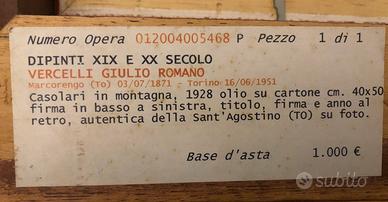 Numero Opera 012004005468 P Pezzo 1 di 1
DIPINTI XIX E XX SECOLO
VERCELLI GIULIO ROMANO
Marcorengo (To) 03/07/1871 - Torino 16/06/1951
Casolari in montagna, 1928 olio su cartone cm. 40x50
firma in basso a sinistra, titolo, firma e anno al
retro, autentica della Sant'Agostino (TO) su foto.
Base d'asta 1.000 €
subito